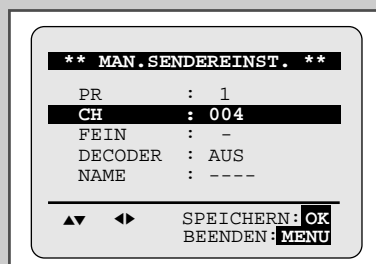 ** MAN.SENDEREINST. **
PR : 1
CH : 004
FEIN : -
DECODER : AUS
NAME : ----
▲▼ ◀▶ SPEICHERN: OK
BEENDEN: MENU